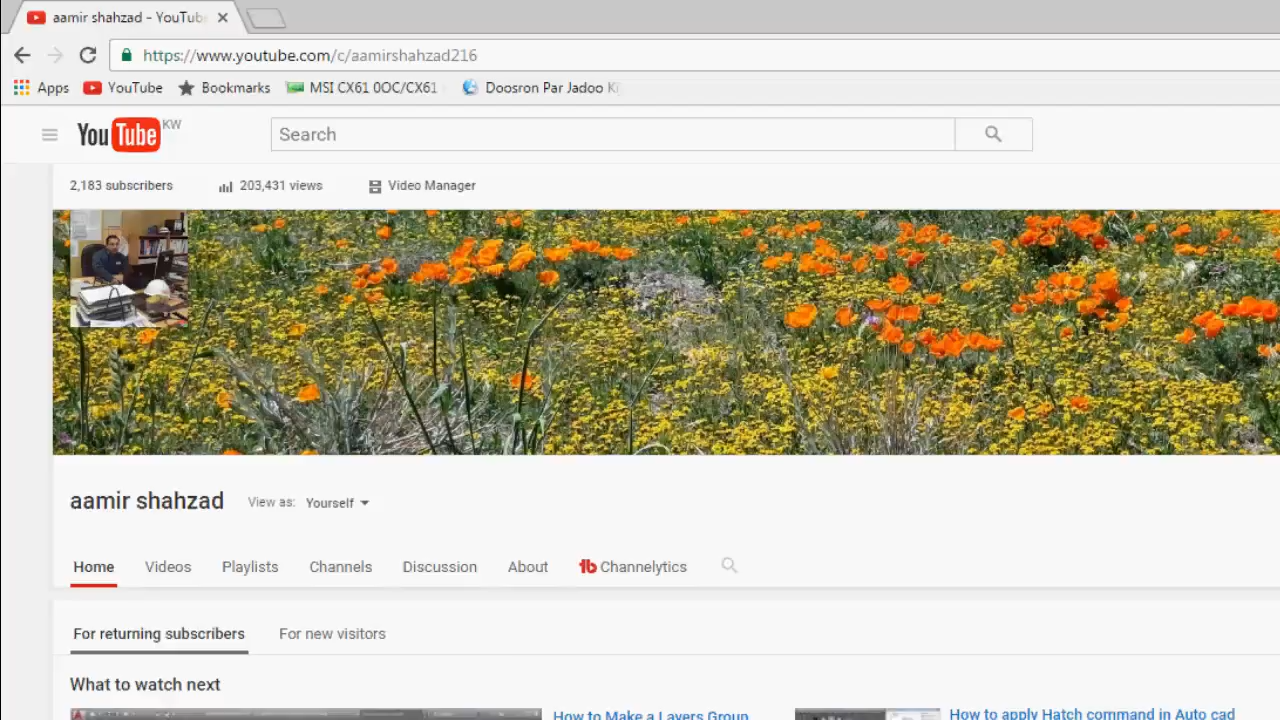 aamir shahzad - YouTub
https://www.youtube.com/c/aamirshahzad216
Apps YouTube Bookmarks MSI CX61 0OC/CX61 Doosron Par Jadoo
YouTube KW Search
2,183 subscribers 203,431 views Video Manager
aamir shahzad View as: Yourself
Home Videos Playlists Channels Discussion About tb Channelytics
For returning subscribers For new visitors
What to watch next
How to Make a Layers Group How to apply Hatch command in Auto cad